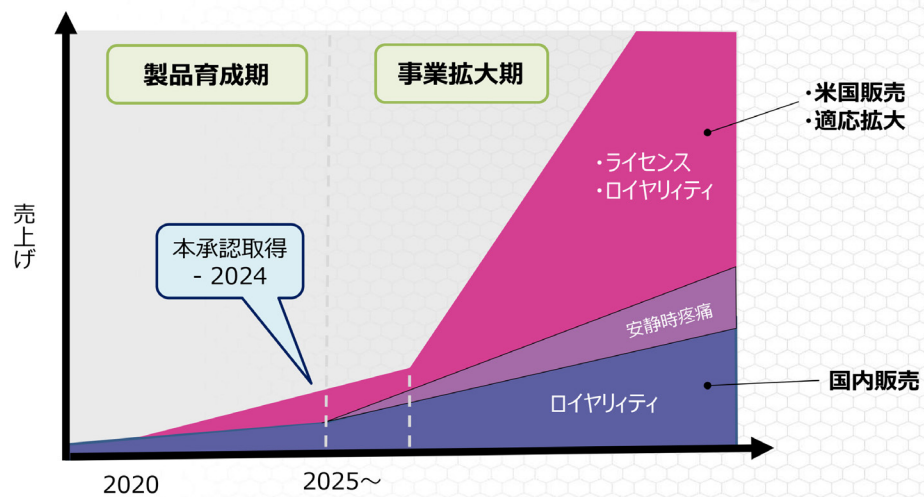 製品育成期
事業拡大期
・米国販売
・適応拡大
・ライセンス
・ロイヤリィティ
売上げ
本承認取得
- 2024
安静時疼痛
国内販売
ロイヤリィティ
2020
2025～